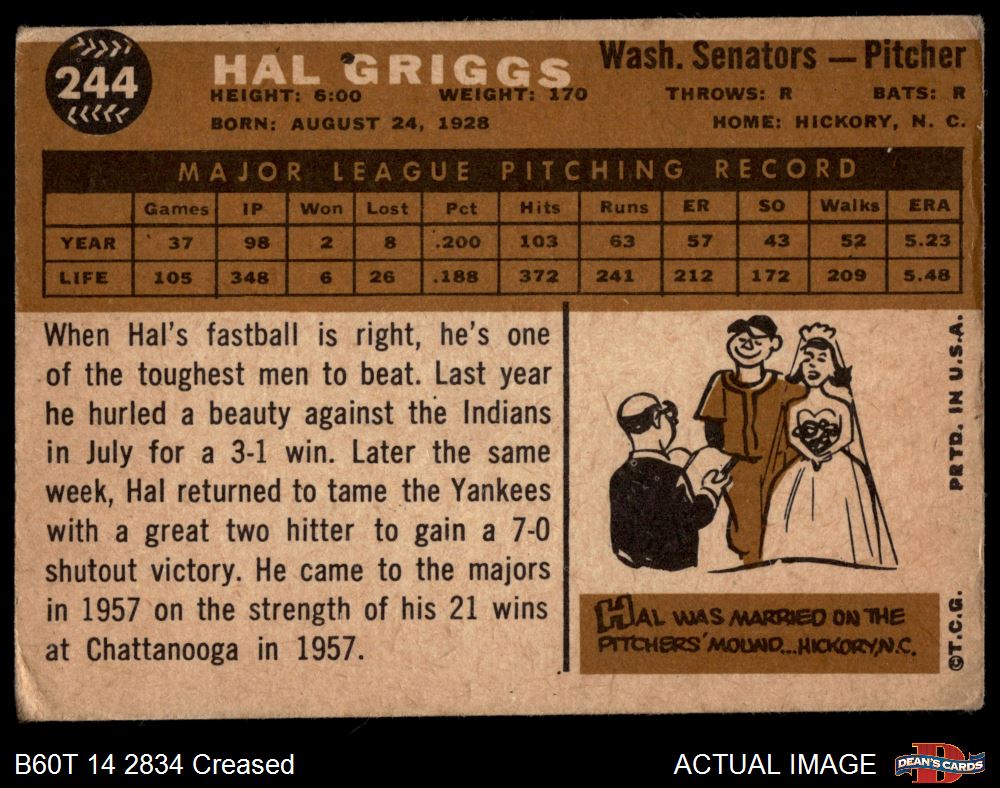 244
HAL GRIGGS
Wash. Senators — Pitcher
HEIGHT: 6:00 WEIGHT: 170 THROWS: R BATS: R
BORN: AUGUST 24, 1928 HOME: HICKORY, N. C.
MAJOR LEAGUE PITCHING RECORD
Games IP Won Lost Pct Hits Runs ER SO Walks ERA
YEAR 37 98 2 8 .200 103 63 57 43 52 5.23
LIFE 105 348 6 26 .188 372 241 212 172 209 5.48
When Hal's fastball is right, he's one
of the toughest men to beat. Last year
he hurled a beauty against the Indians
in July for a 3-1 win. Later the same
week, Hal returned to tame the Yankees
with a great two hitter to gain a 7-0
shutout victory. He came to the majors
in 1957 on the strength of his 21 wins
at Chattanooga in 1957.
HAL WAS MARRIED ON THE
PITCHERS' MOUND...HICKORY,N.C.
PRTD. IN U.S.A.
©T.C.G.
B60T 14 2834 Creased
ACTUAL IMAGE
DEAN'S CARDS